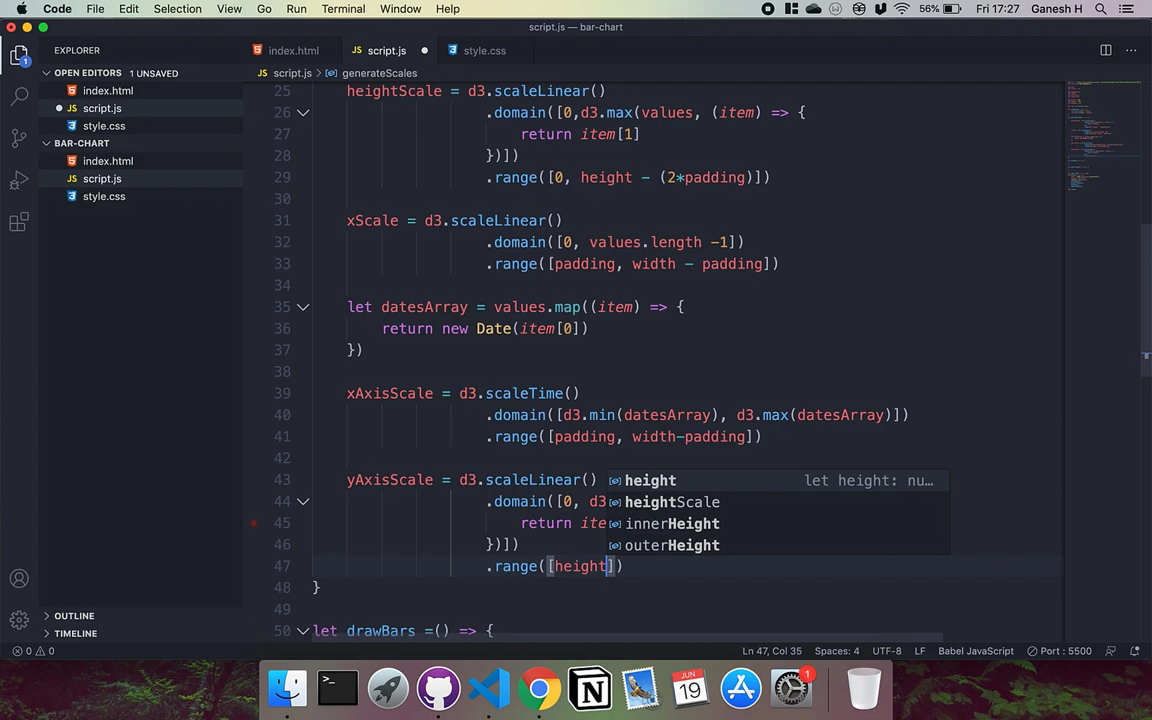 Code File Edit Selection View Go Run Terminal Window Help 56% Fri 17:27 Ganesh H
script.js — bar-chart
EXPLORER
index.html JS script.js style.css
OPEN EDITORS 1 UNSAVED
JS script.js > generateScales
index.html
JS script.js
style.css
BAR-CHART
index.html
JS script.js
style.css
25 heightScale = d3.scaleLinear()
26 .domain([0,d3.max(values, (item) => {
27 return item[1]
28 })])
29 .range([0, height - (2*padding)])
30
31 xScale = d3.scaleLinear()
32 .domain([0, values.length -1])
33 .range([padding, width - padding])
34
35 let datesArray = values.map((item) => {
36 return new Date(item[0])
37 })
38
39 xAxisScale = d3.scaleTime()
40 .domain([d3.min(datesArray), d3.max(datesArray)])
41 .range([padding, width-padding])
42
43 yAxisScale = d3.scaleLinear()
44 .domain([0, d3
45 return ite
46 })])
47 .range([height])
48 }
49
50 let drawBars =() => {
height let height: nu…
heightScale
innerHeight
outerHeight
1
OUTLINE
TIMELINE
0 0 Ln 47, Col 35 Spaces: 4 UTF-8 LF Babel JavaScript Port : 5500
JUN
19
1